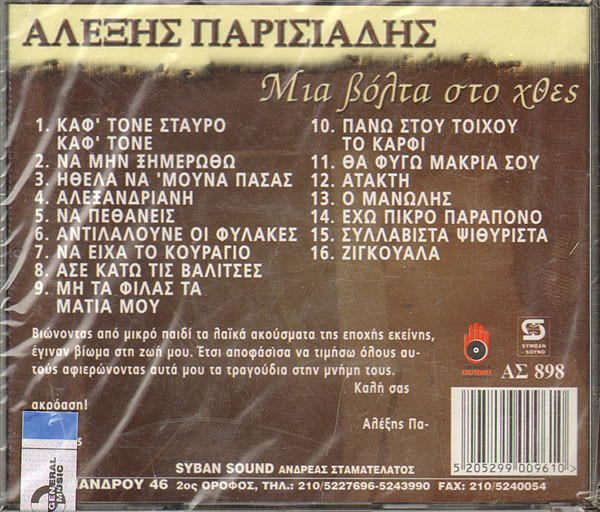 ΑΛΕΞΗΣ ΠΑΡΙΣΙΑΔΗΣ
Μια βόλτα στο χθες
1. ΚΑΦ' ΤΟΝΕ ΣΤΑΥΡΟ
ΚΑΦ' ΤΟΝΕ
2. ΝΑ ΜΗΝ ΞΗΜΕΡΩΘΩ
3. ΗΘΕΛΑ ΝΑ 'ΜΟΥΝΑ ΠΑΣΑΣ
4. ΑΛΕΞΑΝΔΡΙΑΝΗ
5. ΝΑ ΠΕΘΑΝΕΙΣ
6. ΑΝΤΙΛΑΛΟΥΝΕ ΟΙ ΦΥΛΑΚΕΣ
7. ΝΑ ΕΙΧΑ ΤΟ ΚΟΥΡΑΓΙΟ
8. ΑΣΕ ΚΑΤΩ ΤΙΣ ΒΑΛΙΤΣΕΣ
9. ΜΗ ΤΑ ΦΙΛΑΣ ΤΑ
ΜΑΤΙΑ ΜΟΥ
10. ΠΑΝΩ ΣΤΟΥ ΤΟΙΧΟΥ
ΤΟ ΚΑΡΦΙ
11. ΘΑ ΦΥΓΩ ΜΑΚΡΙΑ ΣΟΥ
12. ΑΤΑΚΤΗ
13. Ο ΜΑΝΩΛΗΣ
14. ΕΧΩ ΠΙΚΡΟ ΠΑΡΑΠΟΝΟ
15. ΣΥΛΛΑΒΙΣΤΑ ΨΙΘΥΡΙΣΤΑ
16. ΖΙΓΚΟΥΑΛΑ
Βιώνοντας από μικρό παιδί τα λαϊκά ακούσματα της εποχής εκείνης,
έγιναν βίωμα στη ζωή μου. Έτσι αποφάσισα να τιμήσω όλους αυ-
τούς αφιερώνοντας αυτά μου τα τραγούδια στην μνήμη τους.
Καλή σας
ακρόαση!
Αλέξης Πα-
ς
SYMBAN
SOUND
ΑΣ 898
5 205299 009610 >
GENERAL
MUSIC
SYBAN SOUND ΑΝΔΡΕΑΣ ΣΤΑΜΑΤΕΛΑΤΟΣ
ΑΝΔΡΟΥ 46 2ος ΟΡΟΦΟΣ, ΤΗΛ.: 210/5227696-5243990 FAX: 210/5240054